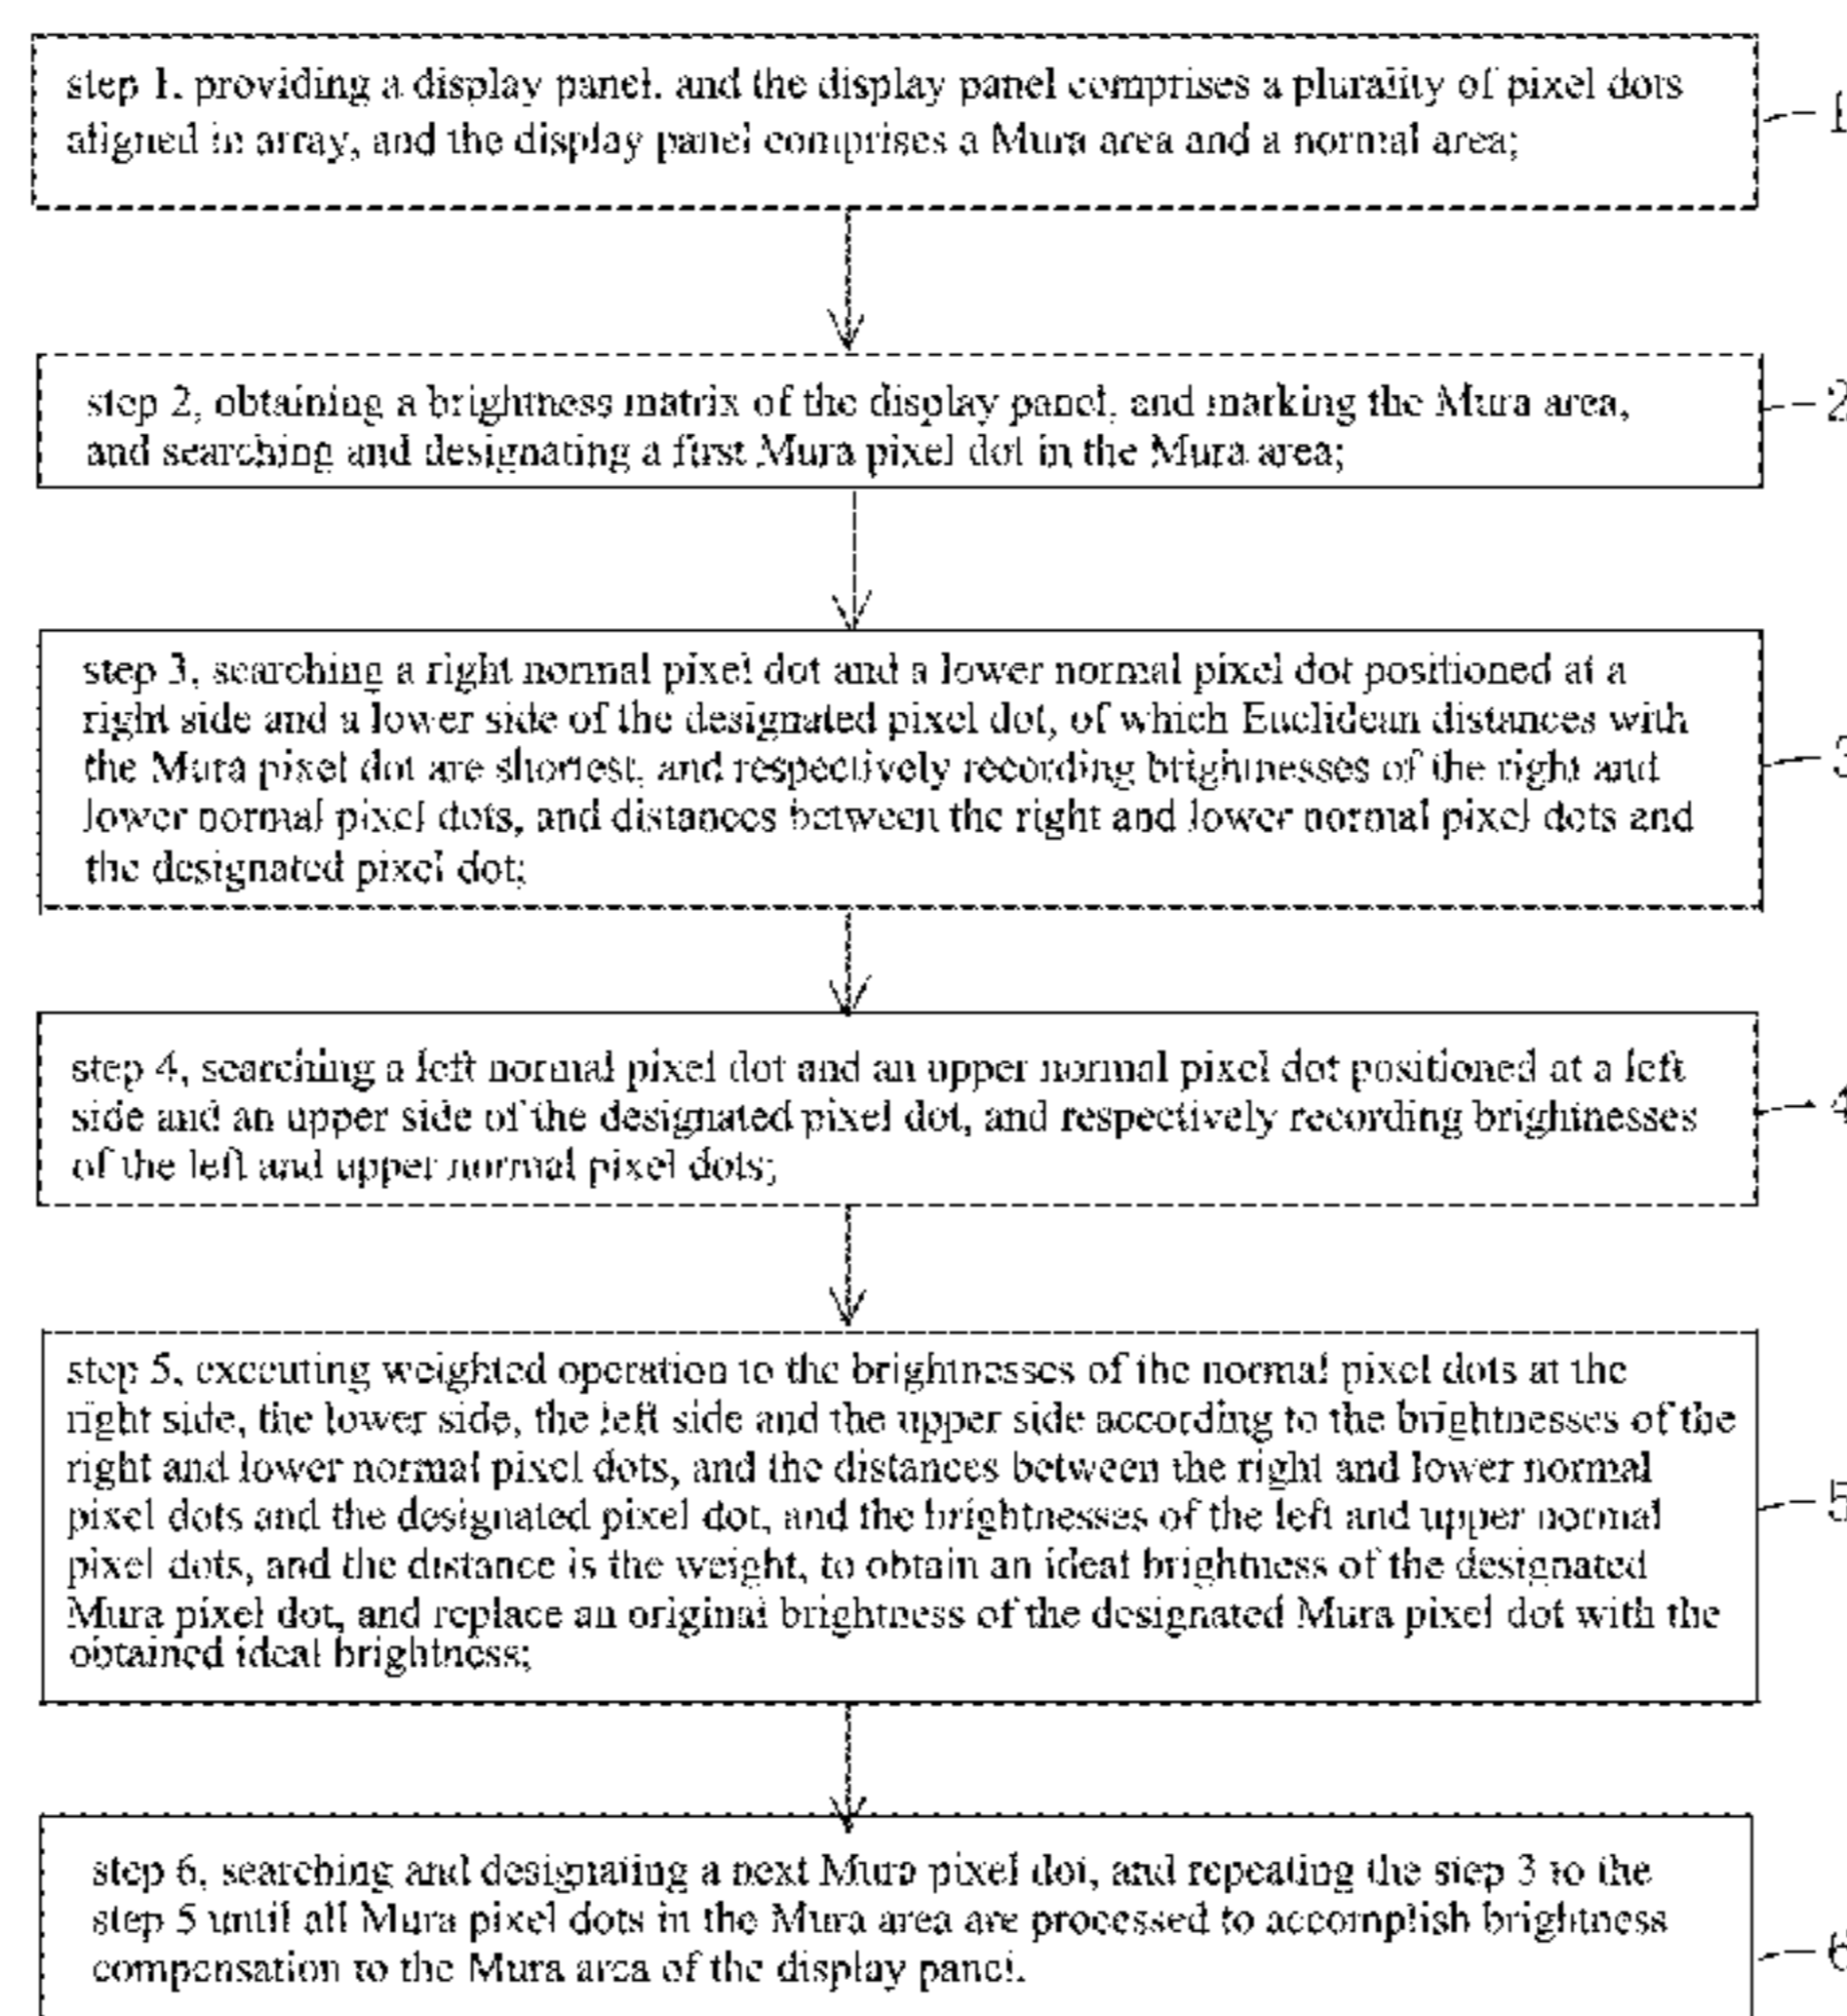 step 1, providing a display panel, and the display panel comprises a plurality of pixel dots
aligned in array, and the display panel comprises a Mura area and a normal area;
1
step 2, obtaining a brightness matrix of the display panel, and marking the Mura area,
and searching and designating a first Mura pixel dot in the Mura area;
2
step 3, searching a right normal pixel dot and a lower normal pixel dot positioned at a
right side and a lower side of the designated pixel dot, of which Euclidean distances with
the Mura pixel dot are shortest, and respectively recording brightnesses of the right and
lower normal pixel dots, and distances between the right and lower normal pixel dots and
the designated pixel dot;
3
step 4, searching a left normal pixel dot and an upper normal pixel dot positioned at a left
side and an upper side of the designated pixel dot, and respectively recording brightnesses
of the left and upper normal pixel dots;
4
step 5, executing weighted operation to the brightnesses of the normal pixel dots at the
right side, the lower side, the left side and the upper side according to the brightnesses of the
right and lower normal pixel dots, and the distances between the right and lower normal
pixel dots and the designated pixel dot, and the brightnesses of the left and upper normal
pixel dots, and the distance is the weight, to obtain an ideal brightness of the designated
Mura pixel dot, and replace an original brightness of the designated Mura pixel dot with the
obtained ideal brightness;
5
step 6, searching and designating a next Mura pixel dot, and repeating the step 3 to the
step 5 until all Mura pixel dots in the Mura area are processed to accomplish brightness
compensation to the Mura area of the display panel.
6